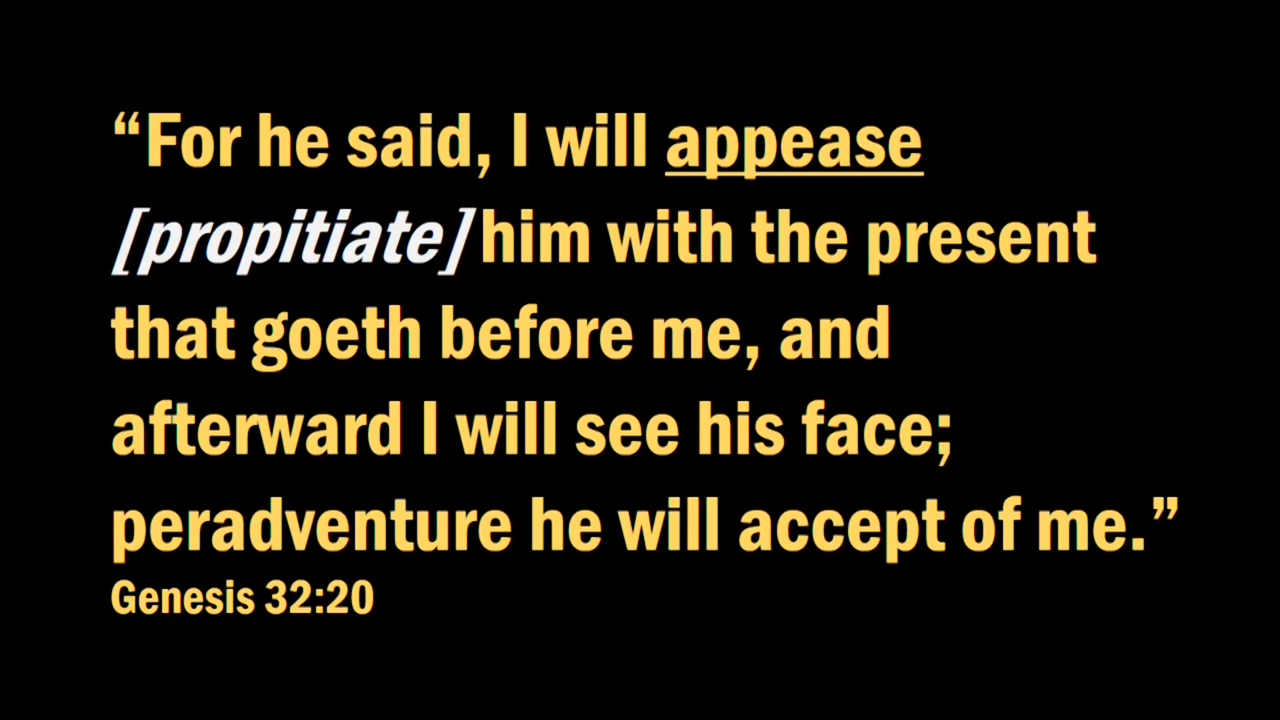 “For he said, I will appease
[propitiate] him with the present
that goeth before me, and
afterward I will see his face;
peradventure he will accept of me.”
Genesis 32:20